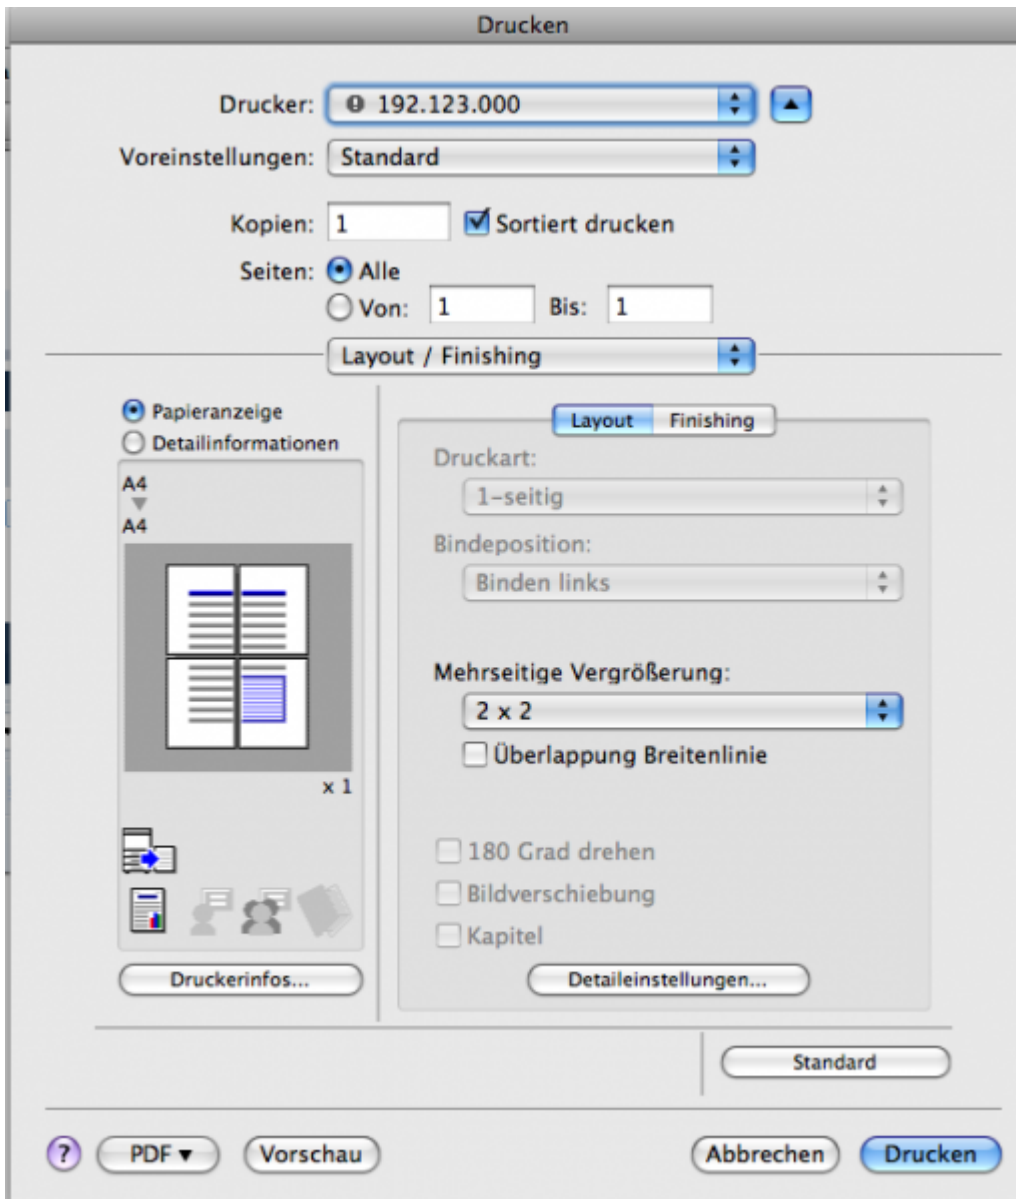 Drucken
Drucker: 192.123.000
Voreinstellungen: Standard
Kopien: 1 Sortiert drucken
Seiten: Alle
Von: 1 Bis: 1
Layout / Finishing
Papieranzeige
Detailinformationen
A4
A4
x 1
Druckerinfos...
Layout Finishing
Druckart:
1-seitig
Bindeposition:
Binden links
Mehrseitige Vergrößerung:
2 x 2
Überlappung Breitenlinie
180 Grad drehen
Bildverschiebung
Kapitel
Detaileinstellungen...
Standard
? PDF Vorschau Abbrechen Drucken